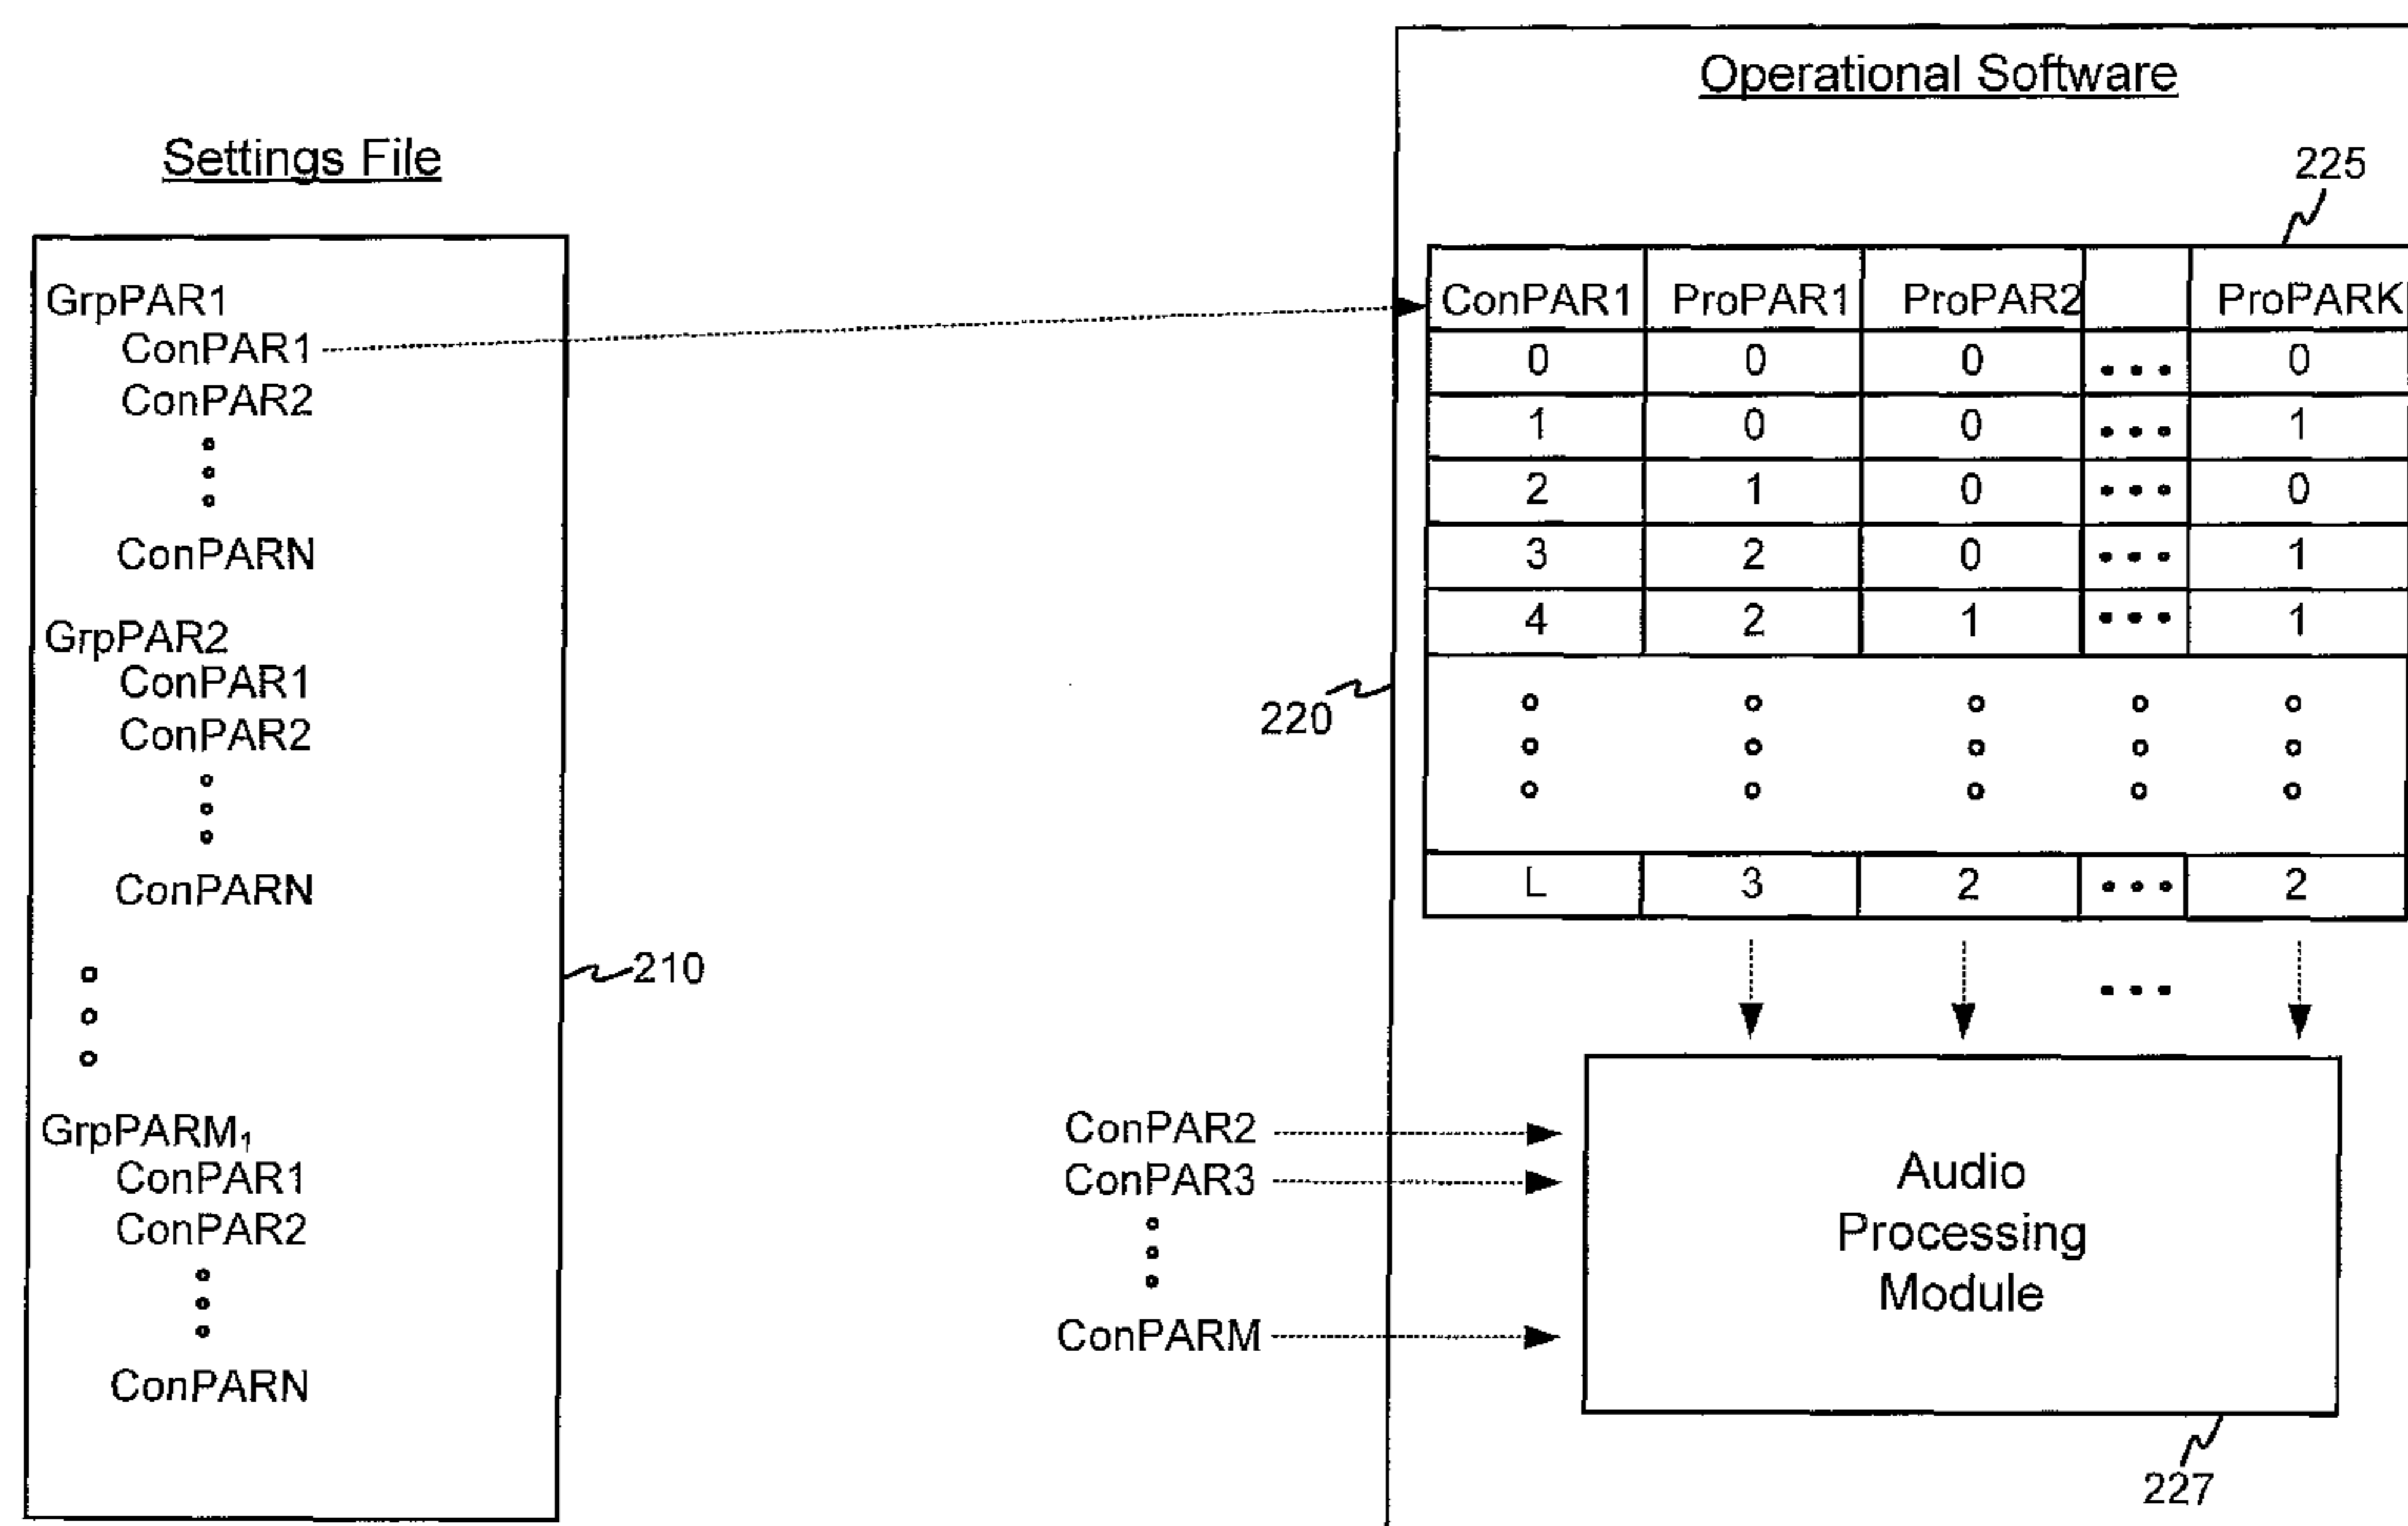 Settings File
GrpPAR1
ConPAR1
ConPAR2
ConPARN
GrpPAR2
ConPAR1
ConPAR2
ConPARN
GrpPARM₁
ConPAR1
ConPAR2
ConPARN
210
Operational Software
225
ConPAR1 ProPAR1 ProPAR2 ProPARK
0 0 0 ... 0
1 0 0 ... 1
2 1 0 ... 0
3 2 0 ... 1
4 2 1 ... 1
L 3 2 ... 2
...
220
ConPAR2
ConPAR3
ConPARM
Audio
Processing
Module
227